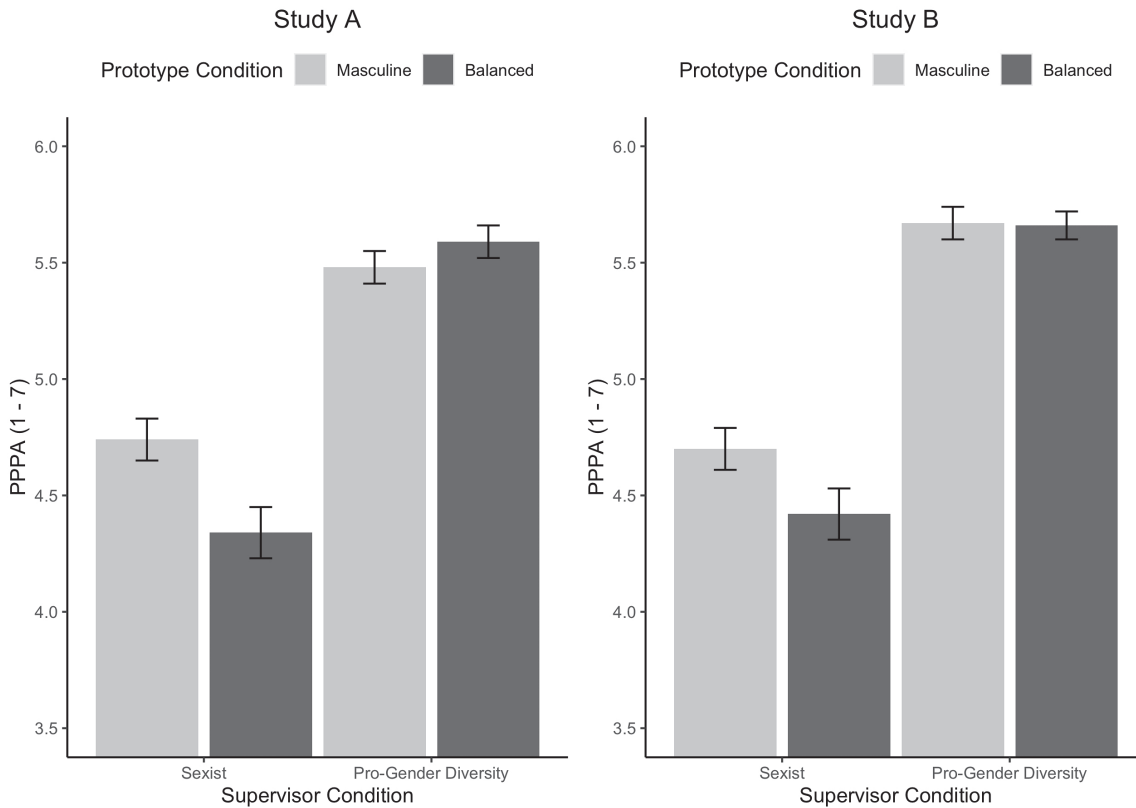 Study A
Prototype Condition Masculine Balanced
PPPA (1 - 7)
6.0
5.5
5.0
4.5
4.0
3.5
Sexist Pro-Gender Diversity
Supervisor Condition
Study B
Prototype Condition Masculine Balanced
PPPA (1 - 7)
6.0
5.5
5.0
4.5
4.0
3.5
Sexist Pro-Gender Diversity
Supervisor Condition